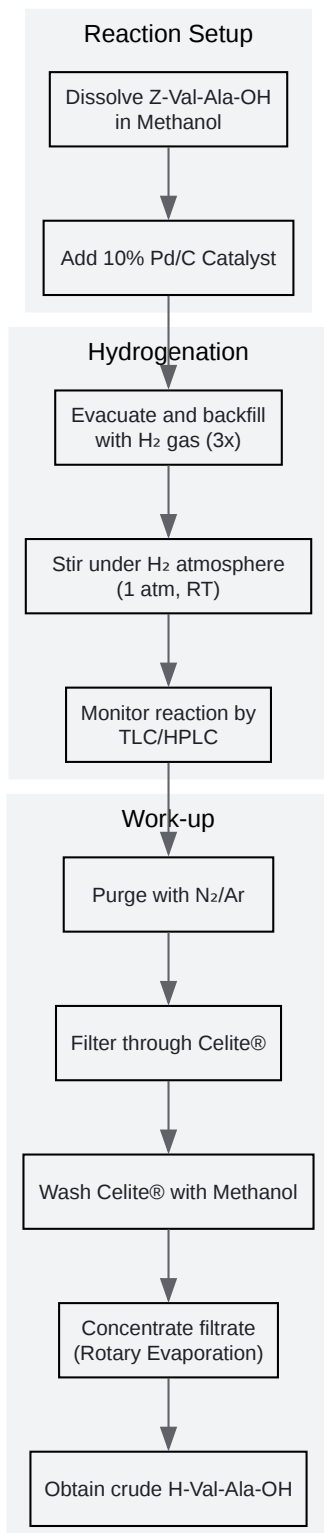 Reaction Setup
Dissolve Z-Val-Ala-OH
in Methanol
Add 10% Pd/C Catalyst
Hydrogenation
Evacuate and backfill
with H₂ gas (3x)
Stir under H₂ atmosphere
(1 atm, RT)
Monitor reaction by
TLC/HPLC
Work-up
Purge with N₂/Ar
Filter through Celite®
Wash Celite® with Methanol
Concentrate filtrate
(Rotary Evaporation)
Obtain crude H-Val-Ala-OH